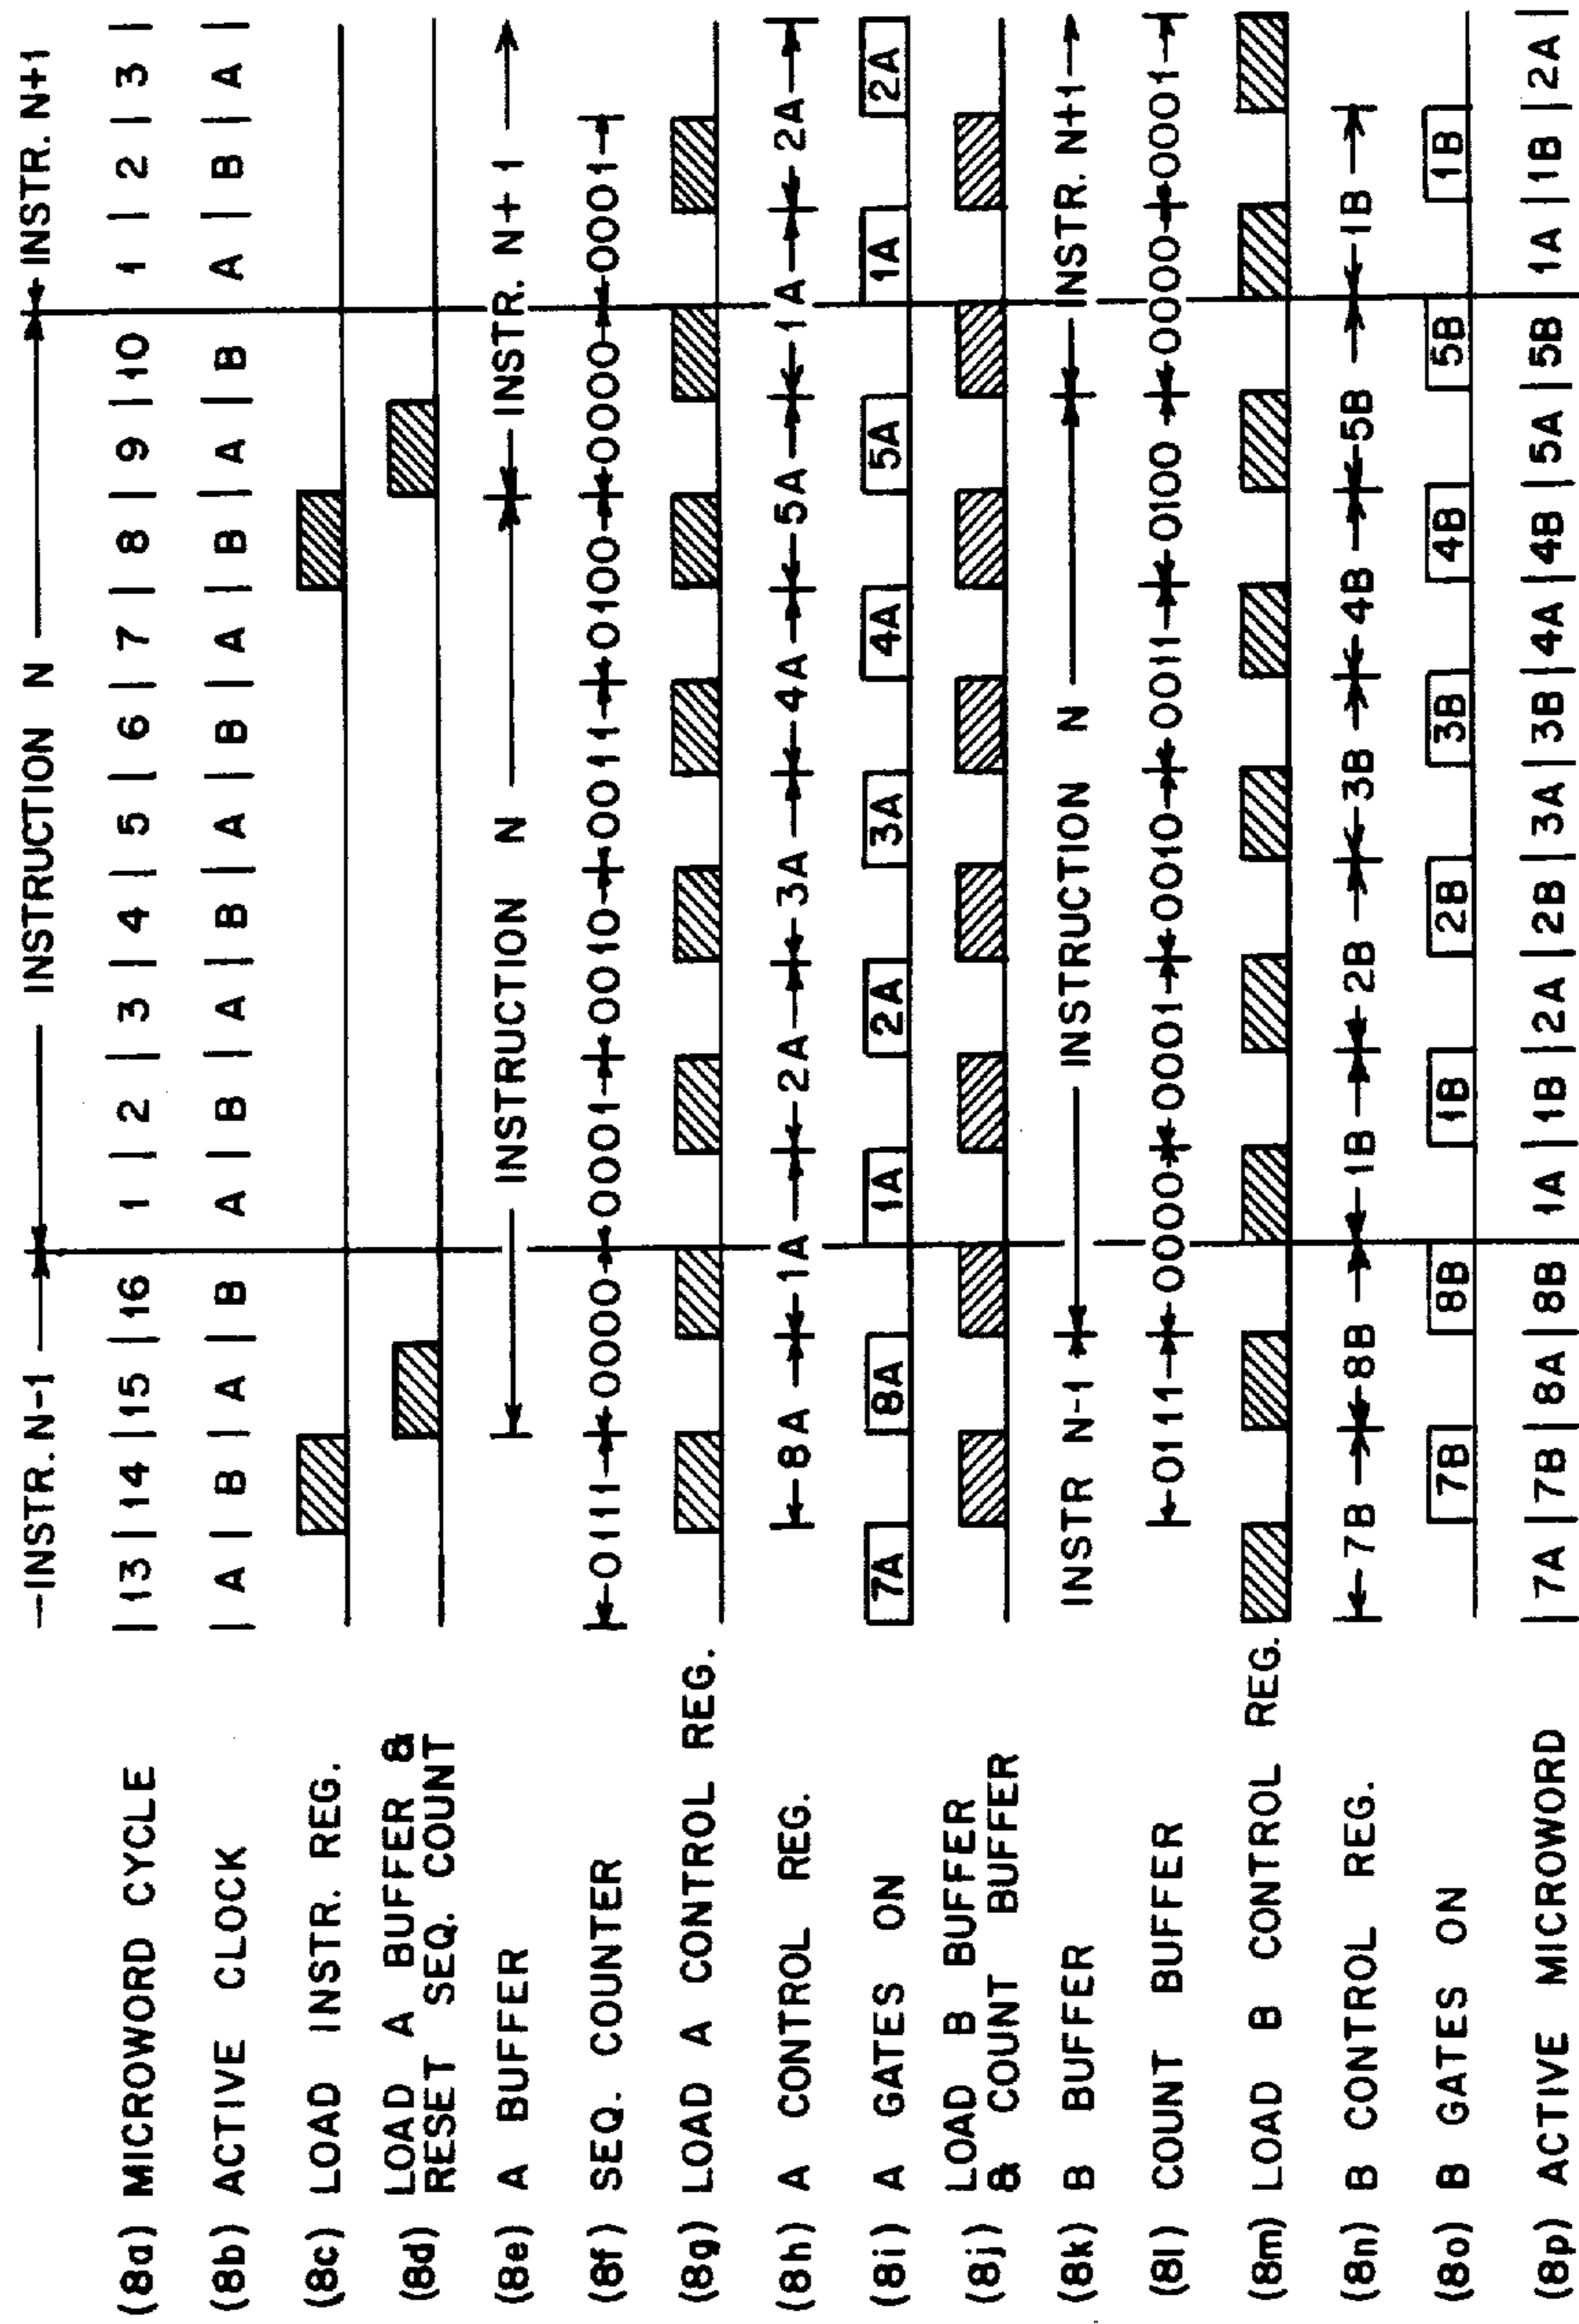 INSTR.N-1 INSTRUCTION N INSTR. N+1
(8a) MICROWORD CYCLE |13|14|15|16 1|2|3|4|5|6|7|8|9|10 1|2|3|
(8b) ACTIVE CLOCK |A|B|A|B A|B|A|B|A|B|A|B|A|B A|B|A|
(8c) LOAD INSTR. REG.
(8d) LOAD A BUFFER &
RESET SEQ. COUNT
(8e) A BUFFER INSTRUCTION N INSTR. N+1
(8f) SEQ. COUNTER 0111 0000 0001 0010 0011 0100 0000 0001
(8g) LOAD A CONTROL REG.
(8h) A CONTROL REG. 8A 1A 2A 3A 4A 5A 1A 2A
(8i) A GATES ON 7A 8A 1A 2A 3A 4A 5A 1A 2A
(8j) LOAD B BUFFER
& COUNT BUFFER
(8k) B BUFFER INSTR N-1 INSTRUCTION N INSTR. N+1
(8l) COUNT BUFFER 0111 0000 0001 0010 0011 0100 0000 0001
(8m) LOAD B CONTROL REG.
(8n) B CONTROL REG. 7B 8B 1B 2B 3B 4B 5B 1B
(8o) B GATES ON 7B 8B 1B 2B 3B 4B 5B 1B
(8p) ACTIVE MICROWORD |7A|7B|8A|8B 1A|1B|2A|2B|3A|3B|4A|4B|5A|5B 1A|1B|2A|